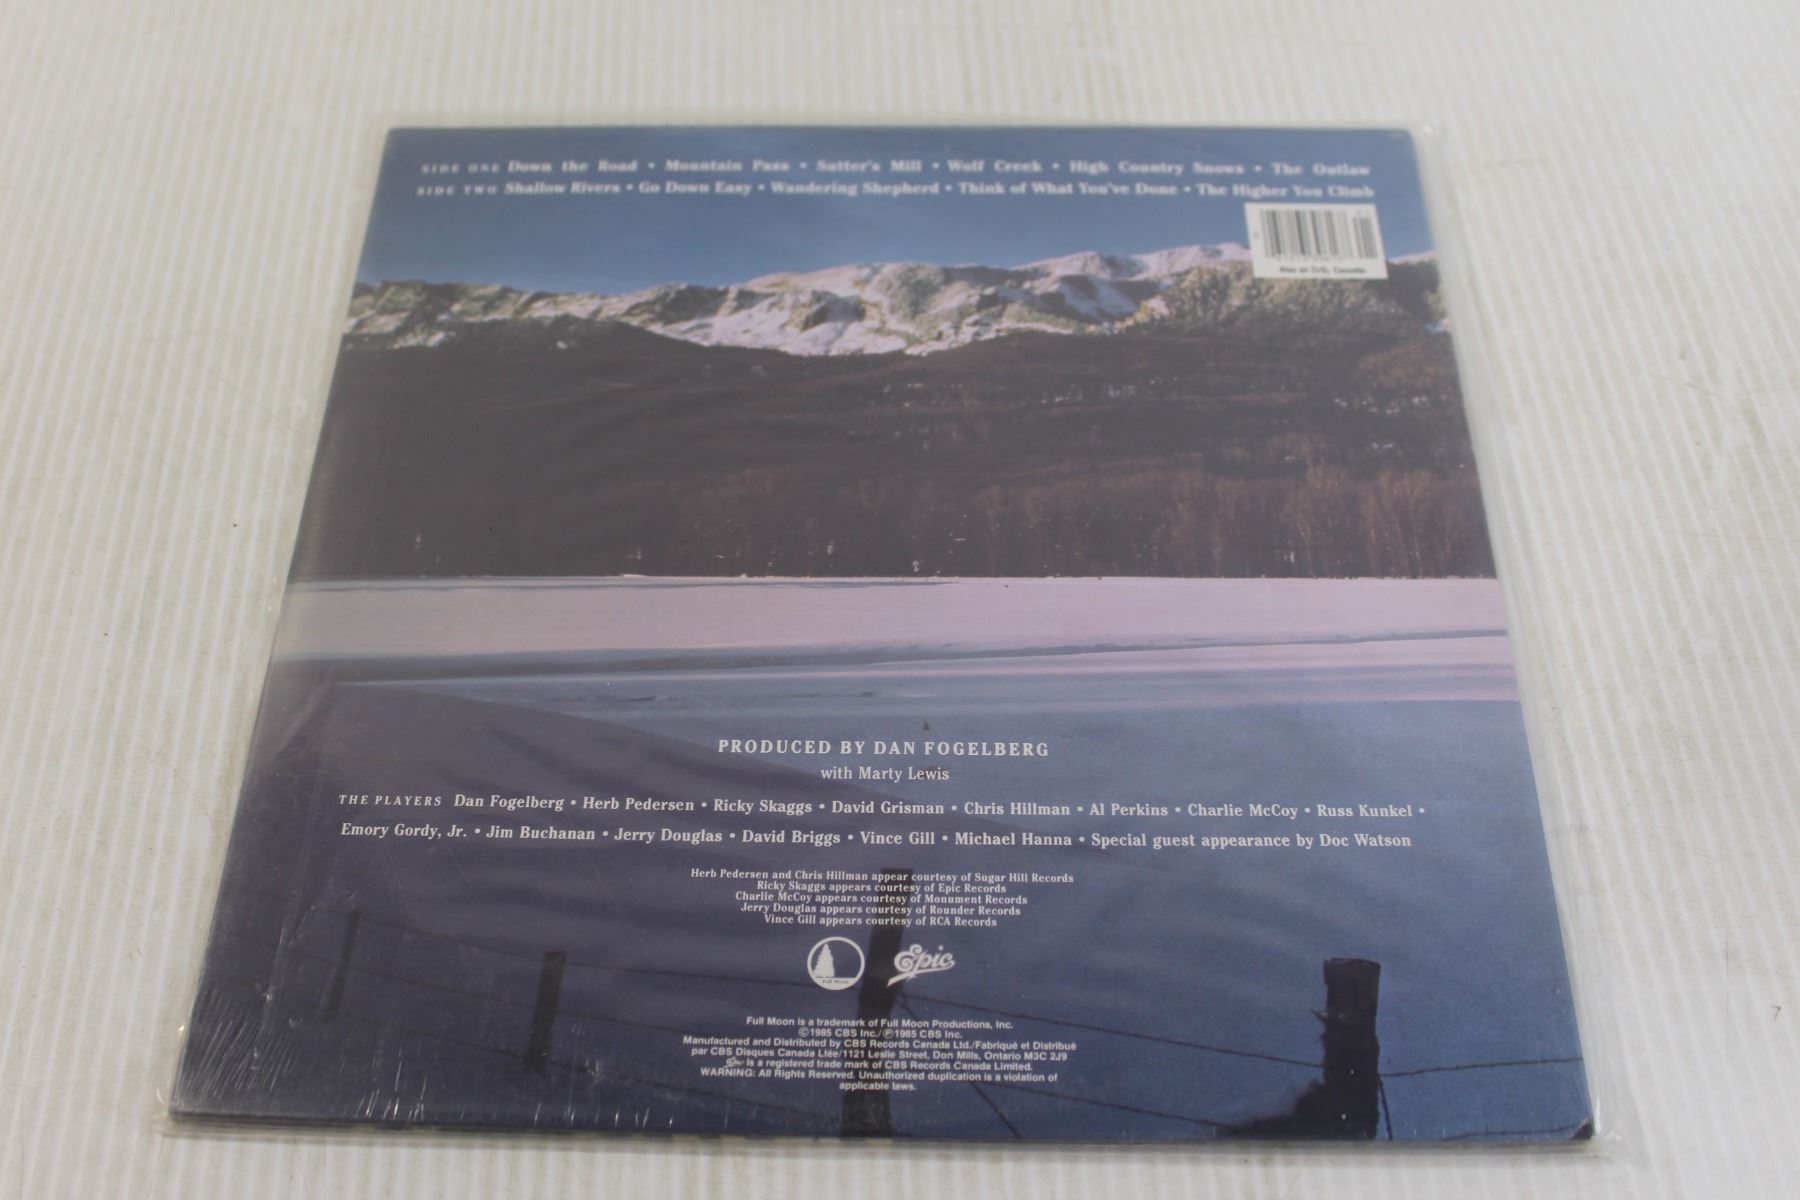 SIDE ONE Down the Road • Mountain Pass • Sutter's Mill • Wolf Creek • High Country Snows • The Outlaw
SIDE TWO Shallow Rivers • Go Down Easy • Wandering Shepherd • Think of What You've Done • The Higher You Climb
Also on Crü, Cassette
PRODUCED BY DAN FOGELBERG
with Marty Lewis
THE PLAYERS Dan Fogelberg • Herb Pedersen • Ricky Skaggs • David Grisman • Chris Hillman • Al Perkins • Charlie McCoy • Russ Kunkel •
Emory Gordy, Jr. • Jim Buchanan • Jerry Douglas • David Briggs • Vince Gill • Michael Hanna • Special guest appearance by Doc Watson
Herb Pedersen and Chris Hillman appear courtesy of Sugar Hill Records
Ricky Skaggs appears courtesy of Epic Records
Charlie McCoy appears courtesy of Monument Records
Jerry Douglas appears courtesy of Rounder Records
Vince Gill appears courtesy of RCA Records
Full Moon
Epic
Full Moon is a trademark of Full Moon Productions, Inc.
©1985 CBS Inc./℗1985 CBS Inc.
Manufactured and Distributed by CBS Records Canada Ltd./Fabriqué et Distribué
par CBS Disques Canada Ltée/1121 Leslie Street, Don Mills, Ontario M3C 2J9
Epic is a registered trade mark of CBS Records Canada Limited.
WARNING: All Rights Reserved. Unauthorized duplication is a violation of
applicable laws.